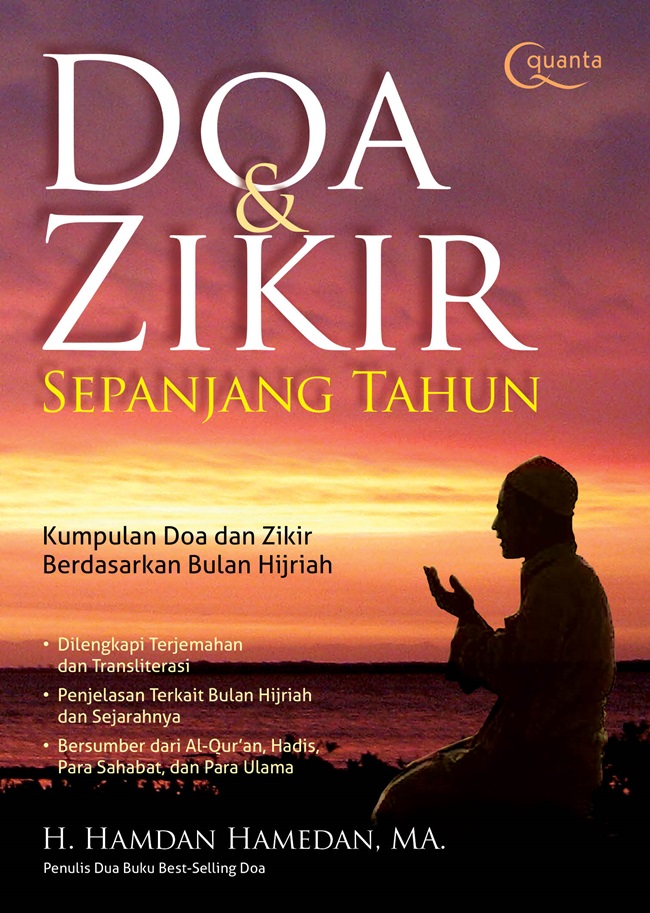 quanta
DOA
&
ZIKIR
SEPANJANG TAHUN
Kumpulan Doa dan Zikir
Berdasarkan Bulan Hijriah
• Dilengkapi Terjemahan
dan Transliterasi
• Penjelasan Terkait Bulan Hijriah
dan Sejarahnya
• Bersumber dari Al-Qur'an, Hadis,
Para Sahabat, dan Para Ulama
H. HAMDAN HAMEDAN, MA.
Penulis Dua Buku Best-Selling Doa